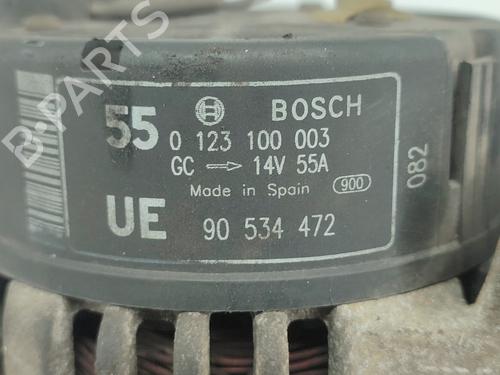 B-PARTS
55 BOSCH
0 123 100 003
GC → 14V 55A
Made in Spain 900
UE 90 534 472
082